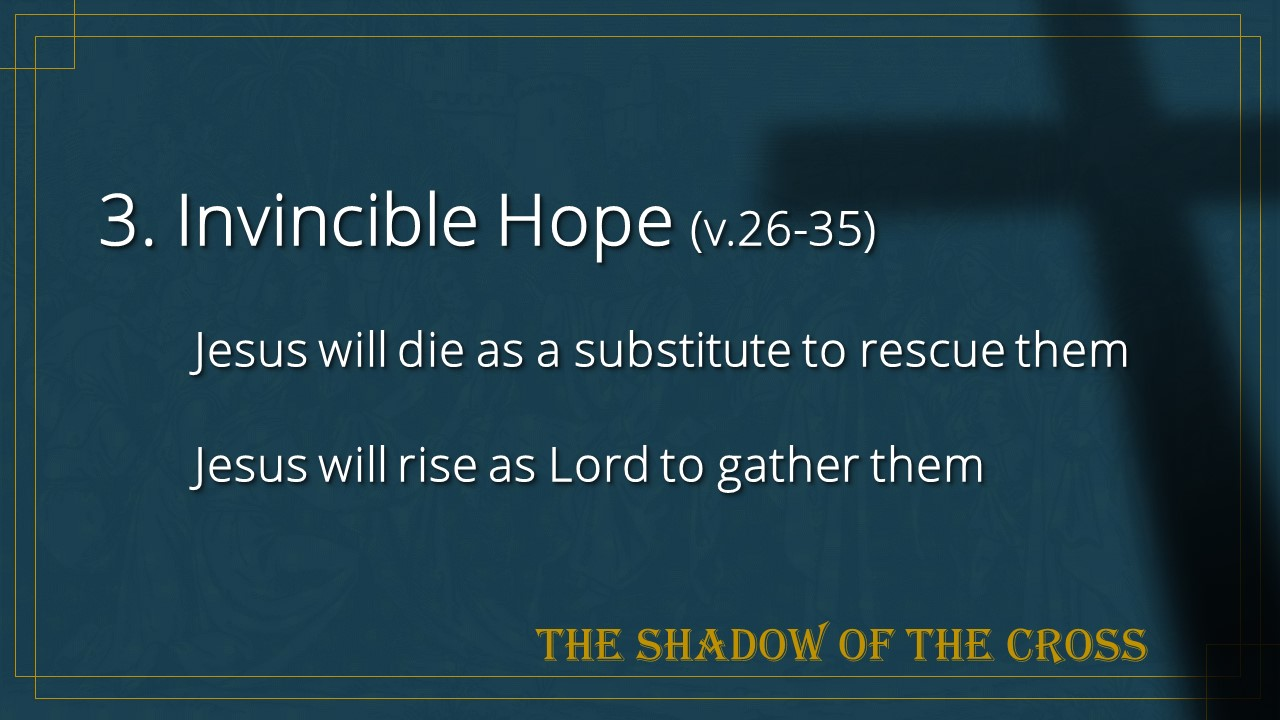 3. Invincible Hope (v.26-35)
Jesus will die as a substitute to rescue them
Jesus will rise as Lord to gather them
THE SHADOW OF THE CROSS